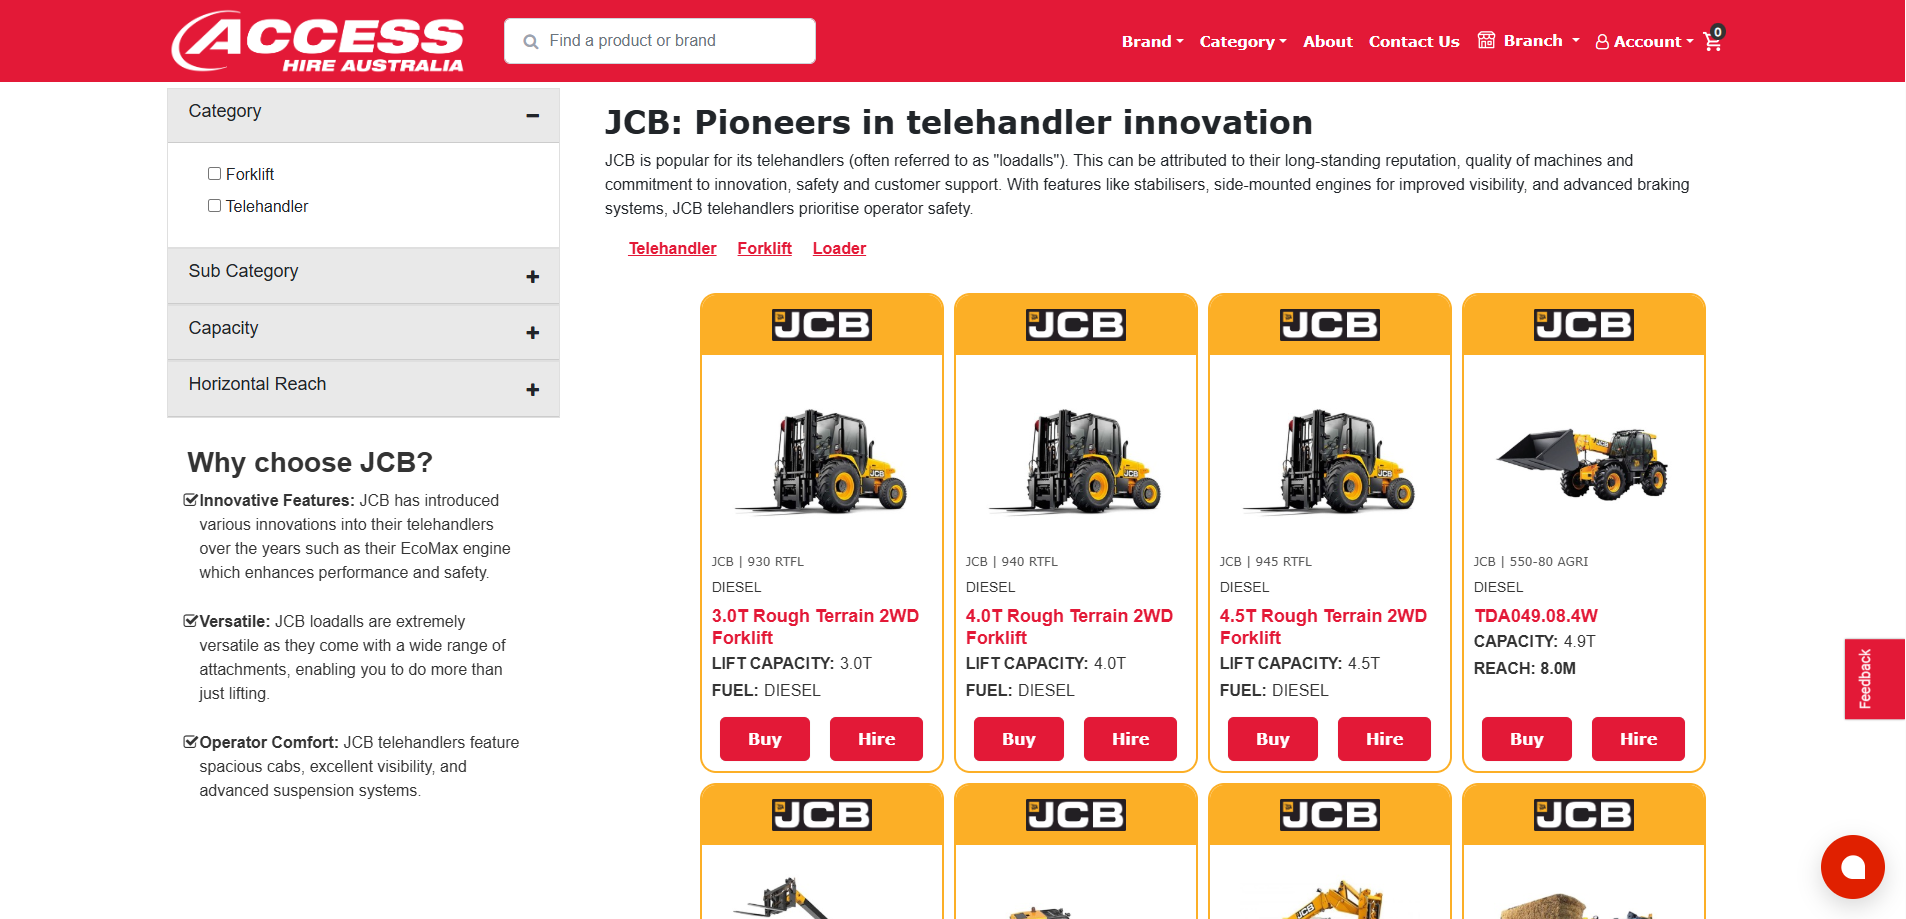 ACCESS
HIRE AUSTRALIA
Find a product or brand
Brand
Category
About
Contact Us
Branch
Account
0
Category
Forklift
Telehandler
Sub Category
Capacity
Horizontal Reach
Why choose JCB?
Innovative Features: JCB has introduced
various innovations into their telehandlers
over the years such as their EcoMax engine
which enhances performance and safety.
Versatile: JCB loadalls are extremely
versatile as they come with a wide range of
attachments, enabling you to do more than
just lifting.
Operator Comfort: JCB telehandlers feature
spacious cabs, excellent visibility, and
advanced suspension systems.
JCB: Pioneers in telehandler innovation
JCB is popular for its telehandlers (often referred to as "loadalls"). This can be attributed to their long-standing reputation, quality of machines and
commitment to innovation, safety and customer support. With features like stabilisers, side-mounted engines for improved visibility, and advanced braking
systems, JCB telehandlers prioritise operator safety.
Telehandler
Forklift
Loader
JCB
JCB
JCB | 930 RTFL
DIESEL
3.0T Rough Terrain 2WD
Forklift
LIFT CAPACITY: 3.0T
FUEL: DIESEL
Buy
Hire
JCB
JCB
JCB | 940 RTFL
DIESEL
4.0T Rough Terrain 2WD
Forklift
LIFT CAPACITY: 4.0T
FUEL: DIESEL
Buy
Hire
JCB
JCB
JCB | 945 RTFL
DIESEL
4.5T Rough Terrain 2WD
Forklift
LIFT CAPACITY: 4.5T
FUEL: DIESEL
Buy
Hire
JCB
JCB
JCB | 550-80 AGRI
DIESEL
TDA049.08.4W
CAPACITY: 4.9T
REACH: 8.0M
Buy
Hire
JCB
JCB
JCB
JCB
JCB
Feedback